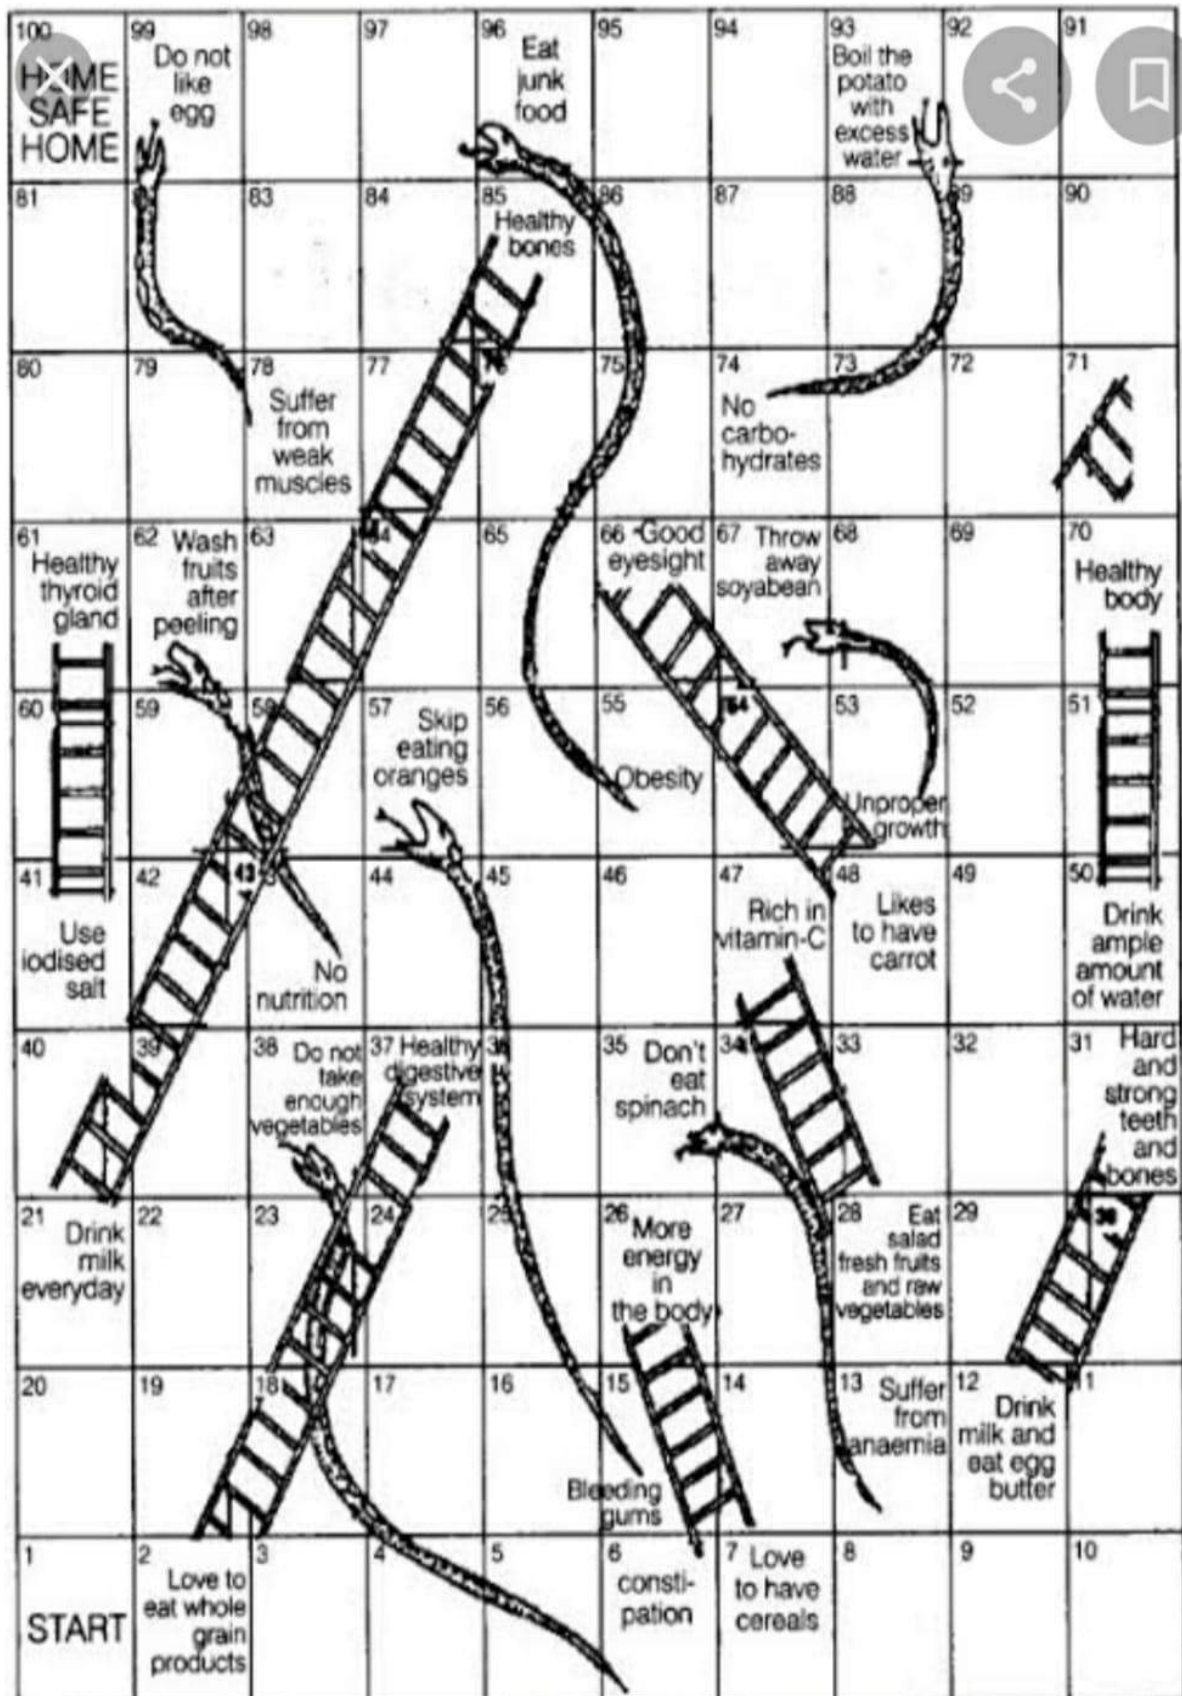 100 99 98 97 96 95 94 93 92 91
HOME
SAFE
HOME
Do not
like
egg
Eat
junk
food
Boil the
potato
with
excess
water
81 83 84 85 86 87 88 89 90
Healthy
bones
80 79 78 77 75 74 73 72 71
Suffer
from
weak
muscles
No
carbo-
hydrates
61 62 63 64 65 66 67 68 69 70
Healthy
thyroid
gland
Wash
fruits
after
peeling
Good
eyesight
Throw
away
soyabean
Healthy
body
60 59 58 57 56 55 54 53 52 51
Skip
eating
oranges
Obesity
Unproper
growth
41 42 43 44 45 46 47 48 49 50
Use
iodised
salt
No
nutrition
Rich in
vitamin-C
Likes
to have
carrot
Drink
ample
amount
of water
40 39 38 37 35 34 33 32 31
Do not
take
enough
vegetables
Healthy
digestive
system
Don't
eat
spinach
Hard
and
strong
teeth
and
bones
21 22 23 24 25 26 27 28 29
Drink
milk
everyday
More
energy
in
the body
Eat
salad
fresh fruits
and raw
vegetables
20 19 18 17 16 15 14 13 12 11
Bleeding
gums
Suffer
from
anaemia
Drink
milk and
eat egg
butter
1 2 3 4 5 6 7 8 9 10
START
Love to
eat whole
grain
products
consti-
pation
Love
to have
cereals